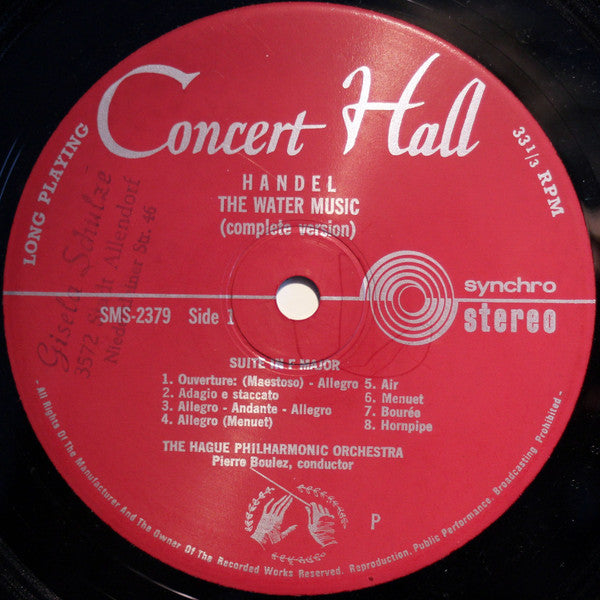 Concert Hall
LONG PLAYING
33 1/3 RPM
HANDEL
THE WATER MUSIC
(complete version)
Gisela Schulze
3572 Stadt Allendorf
Str. 46
synchro
stereo
SMS-2379 Side 1
SUITE IN F MAJOR
1. Ouverture: (Maestoso) - Allegro
2. Adagio e staccato
3. Allegro - Andante - Allegro
4. Allegro (Menuet)
5. Air
6. Menuet
7. Bourée
8. Hornpipe
THE HAGUE PHILHARMONIC ORCHESTRA
Pierre Boulez, conductor
P
- All Rights Of The Manufacturer And The Owner Of The Recorded Works Reserved. Reproduction. Public Performance. Broadcasting Prohibited -